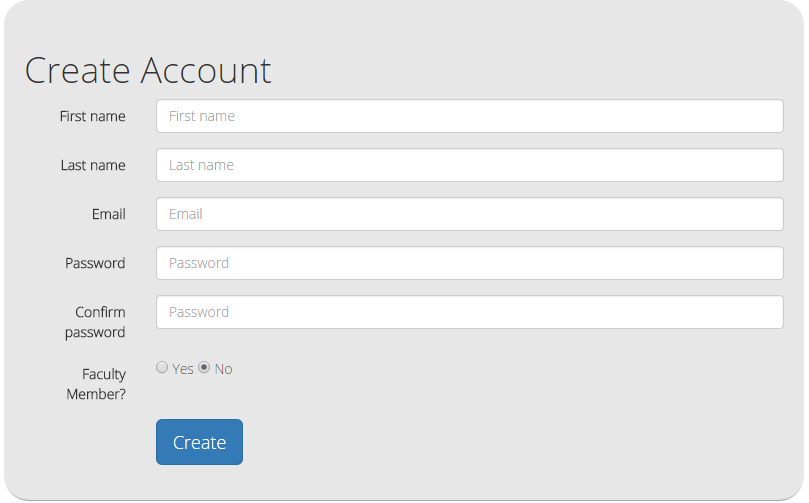 Create Account
First name First name
Last name Last name
Email Email
Password Password
Confirm
password
Password
Faculty
Member?
Yes No
Create